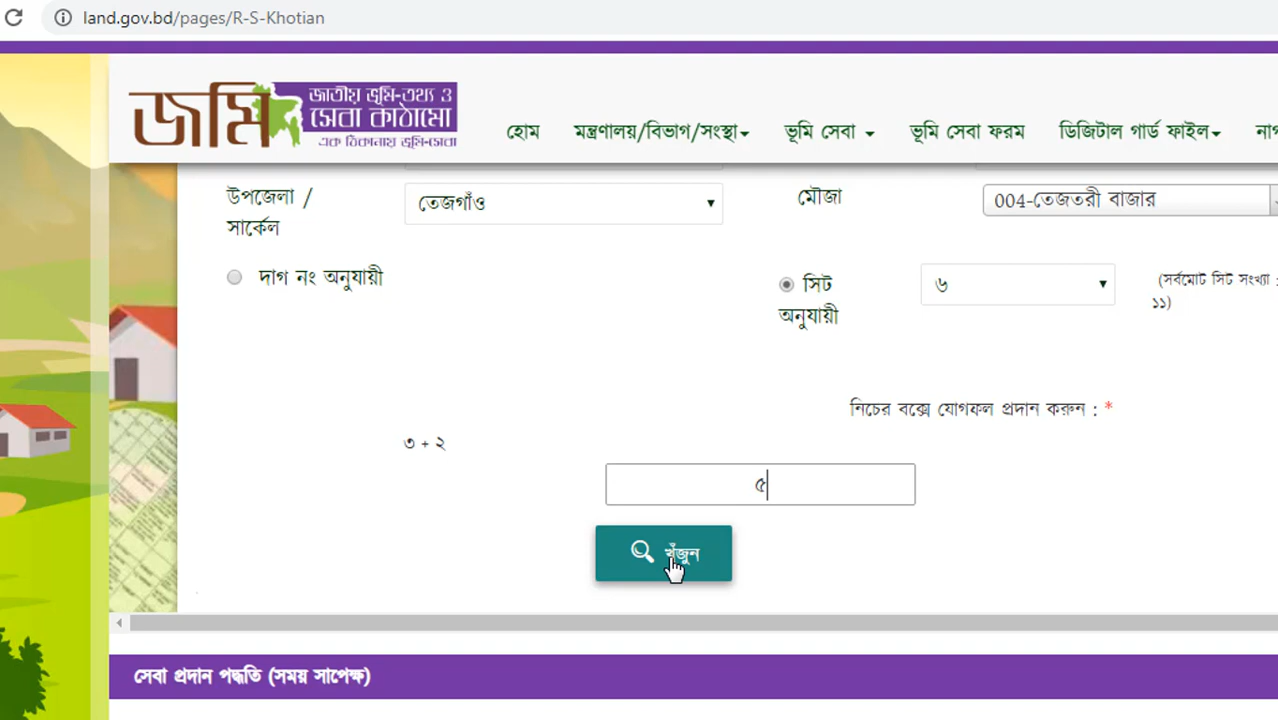 land.gov.bd/pages/R-S-Khotian
জমি
জাতীয় ভূমি-তথ্য ও
সেবা কাঠামো
এক ঠিকানায় ভূমি-সেবা
হোম মন্ত্রণালয়/বিভাগ/সংস্থা ভূমি সেবা ভূমি সেবা ফরম ডিজিটাল গার্ড ফাইল
উপজেলা / সার্কেল
তেজগাঁও
মৌজা
004-তেজতরী বাজার
দাগ নং অনুযায়ী
সিট
অনুযায়ী
৬
(সর্বমোট সিট সংখ্যা :
১১)
নিচের বক্সে যোগফল প্রদান করুন : *
৩ + ২
৫
খুঁজুন
সেবা প্রদান পদ্ধতি (সময় সাপেক্ষ)